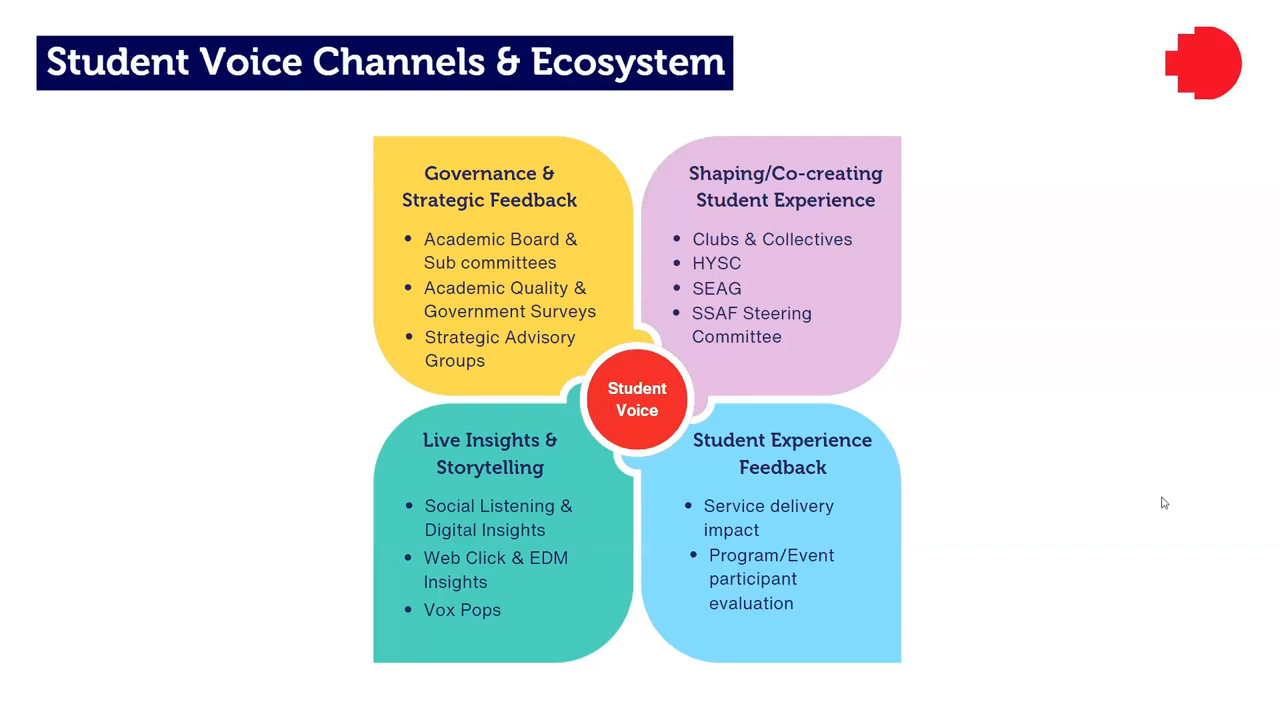 Student Voice Channels & Ecosystem
Governance &
Strategic Feedback
• Academic Board &
Sub committees
• Academic Quality &
Government Surveys
• Strategic Advisory
Groups
Shaping/Co-creating
Student Experience
• Clubs & Collectives
• HYSC
• SEAG
• SSAF Steering
Committee
Student
Voice
Live Insights &
Storytelling
• Social Listening &
Digital Insights
• Web Click & EDM
Insights
• Vox Pops
Student Experience
Feedback
• Service delivery
impact
• Program/Event
participant
evaluation